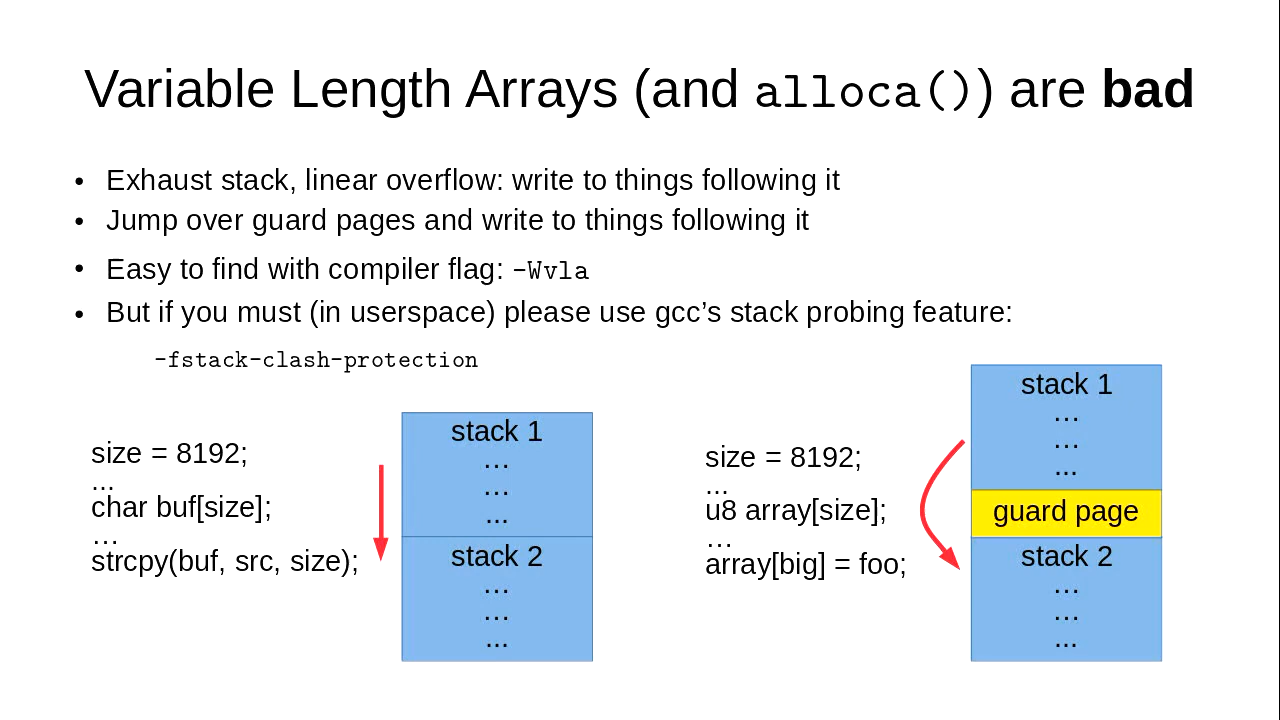 Variable Length Arrays (and alloca()) are bad
• Exhaust stack, linear overflow: write to things following it
• Jump over guard pages and write to things following it
• Easy to find with compiler flag: -Wvla
• But if you must (in userspace) please use gcc’s stack probing feature:
-fstack-clash-protection
size = 8192;
...
char buf[size];
…
strcpy(buf, src, size);
stack 1
…
…
...
stack 2
…
…
...
size = 8192;
...
u8 array[size];
…
array[big] = foo;
stack 1
…
…
...
guard page
stack 2
…
…
...